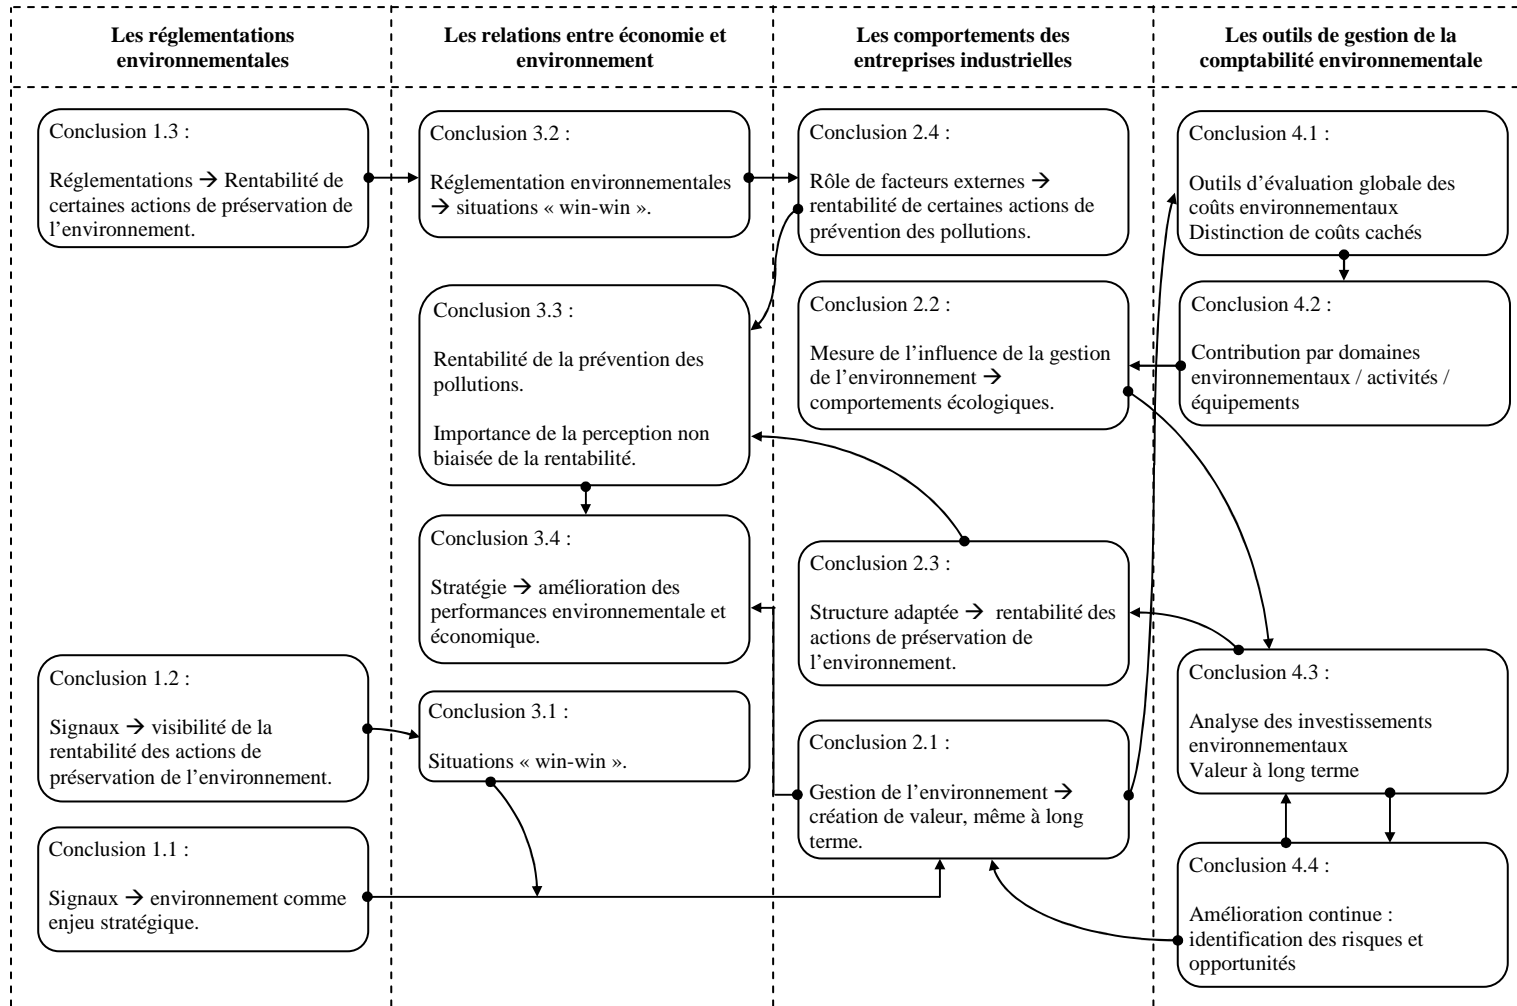 Les réglementations
environnementales
Les relations entre économie et
environnement
Les comportements des
entreprises industrielles
Les outils de gestion de la
comptabilité environnementale
Conclusion 1.3 :
Réglementations → Rentabilité de
certaines actions de préservation de
l’environnement.
Conclusion 1.2 :
Signaux → visibilité de la
rentabilité des actions de
préservation de l’environnement.
Conclusion 1.1 :
Signaux → environnement comme
enjeu stratégique.
Conclusion 3.2 :
Réglementation environnementales
→ situations « win-win ».
Conclusion 3.3 :
Rentabilité de la prévention des
pollutions.
Importance de la perception non
biaisée de la rentabilité.
Conclusion 3.4 :
Stratégie → amélioration des
performances environnementale et
économique.
Conclusion 3.1 :
Situations « win-win ».
Conclusion 2.4 :
Rôle de facteurs externes →
rentabilité de certaines actions de
prévention des pollutions.
Conclusion 2.2 :
Mesure de l’influence de la gestion
de l’environnement →
comportements écologiques.
Conclusion 2.3 :
Structure adaptée → rentabilité des
actions de préservation de
l’environnement.
Conclusion 2.1 :
Gestion de l’environnement →
création de valeur, même à long
terme.
Conclusion 4.1 :
Outils d’évaluation globale des
coûts environnementaux
Distinction de coûts cachés
Conclusion 4.2 :
Contribution par domaines
environnementaux / activités /
équipements
Conclusion 4.3 :
Analyse des investissements
environnementaux
Valeur à long terme
Conclusion 4.4 :
Amélioration continue :
identification des risques et
opportunités